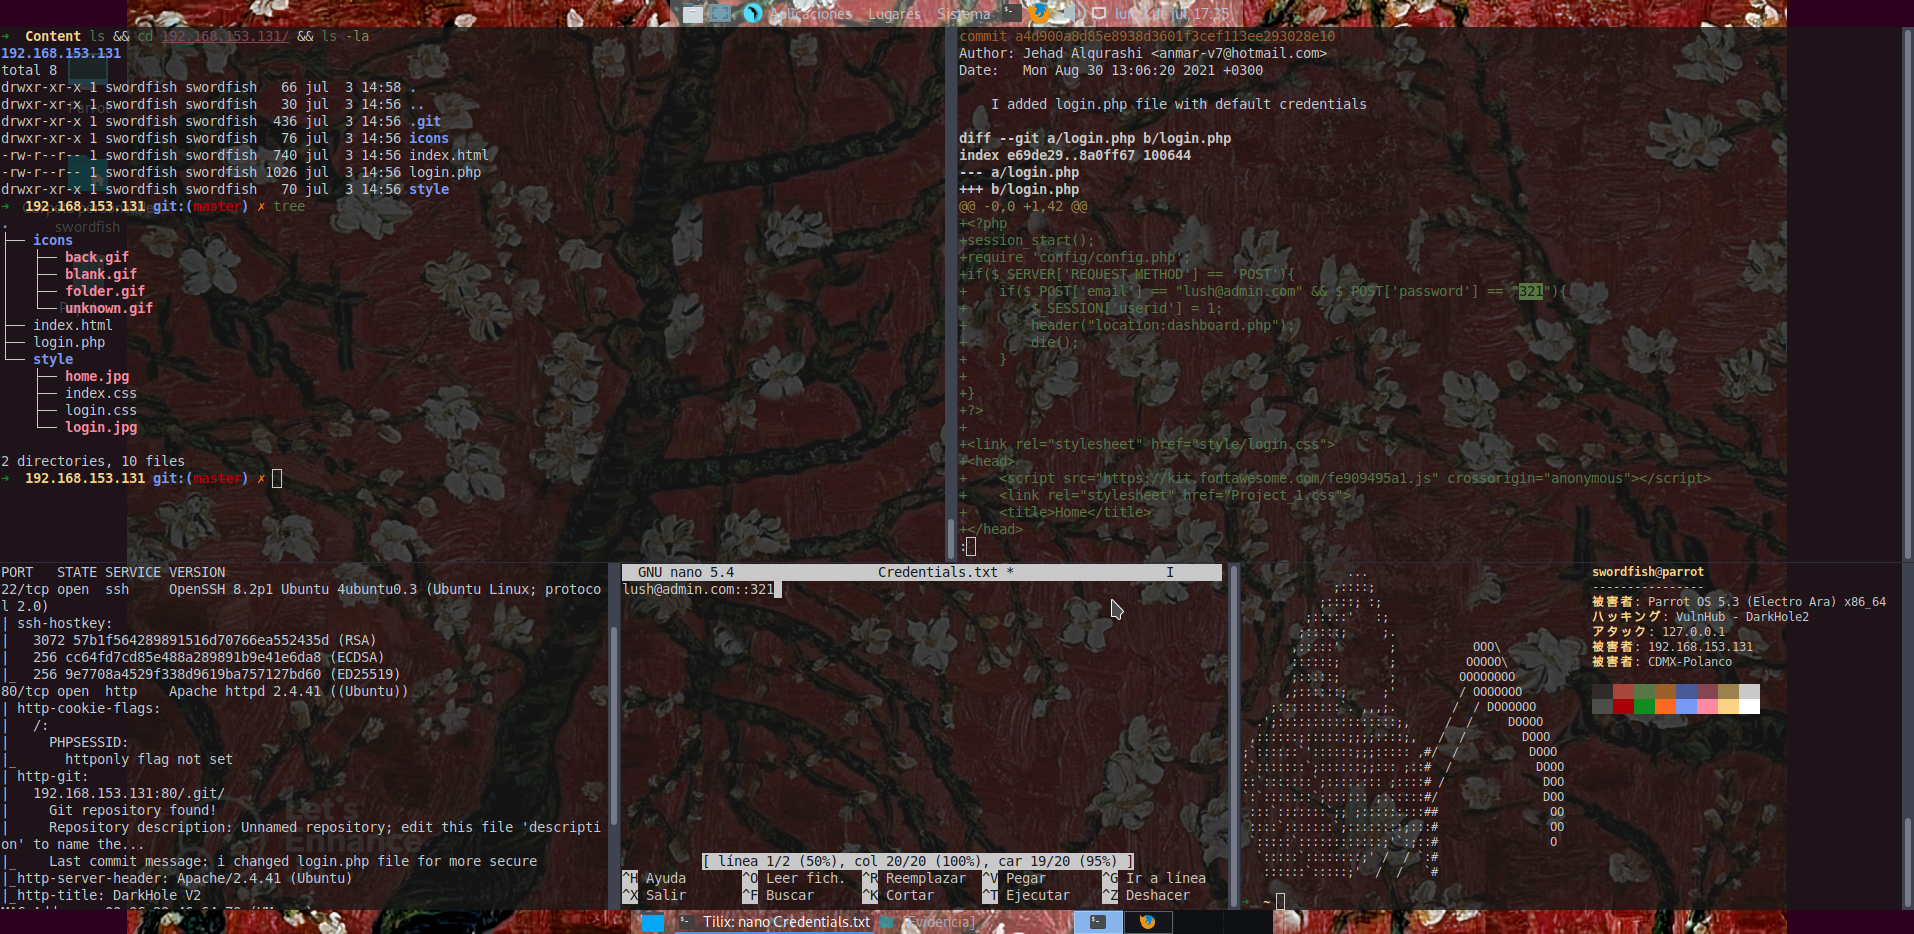 Aplicaciones Lugares Sistema
➜ Content ls && cd 192.168.153.131/ && ls -la
192.168.153.131
total 8
drwxr-xr-x 1 swordfish swordfish   66 jul  3 14:58 .
drwxr-xr-x 1 swordfish swordfish   30 jul  3 14:56 ..
drwxr-xr-x 1 swordfish swordfish  436 jul  3 14:56 .git
drwxr-xr-x 1 swordfish swordfish   76 jul  3 14:56 icons
-rw-r--r-- 1 swordfish swordfish  740 jul  3 14:56 index.html
-rw-r--r-- 1 swordfish swordfish 1026 jul  3 14:56 login.php
drwxr-xr-x 1 swordfish swordfish   70 jul  3 14:56 style
➜ 192.168.153.131 git:(master) ✗ tree
swordfish
.
├── icons
│   ├── back.gif
│   ├── blank.gif
│   ├── folder.gif
│   └── unknown.gif
├── index.html
├── login.php
└── style
    ├── home.jpg
    ├── index.css
    ├── login.css
    └── login.jpg
2 directories, 10 files
➜ 192.168.153.131 git:(master) ✗
commit a4d900a8d85e8938d3601f3cef113ee293028e10
Author: Jehad Alqurashi <anmar-v7@hotmail.com>
Date:   Mon Aug 30 13:06:20 2021 +0300
I added login.php file with default credentials
diff --git a/login.php b/login.php
index e69de29..8a0ff67 100644
--- a/login.php
+++ b/login.php
@@ -0,0 +1,42 @@
+<?php
+session_start();
+require 'config/config.php';
+if($_SERVER['REQUEST_METHOD'] == 'POST'){
+    if($_POST['email'] == "lush@admin.com" && $_POST['password'] == "321"){
+        $_SESSION['userid'] = 1;
+        header("location:dashboard.php");
+        die();
+    }
+
+}
+?>
+
+<link rel="stylesheet" href="style/login.css">
+<head>
+    <script src="https://kit.fontawesome.com/fe909495a1.js" crossorigin="anonymous"></script>
+    <link rel="stylesheet" href="Project_1.css">
+    <title>Home</title>
+</head>
:
PORT   STATE SERVICE VERSION
22/tcp open  ssh     OpenSSH 8.2p1 Ubuntu 4ubuntu0.3 (Ubuntu Linux; protoco
l 2.0)
| ssh-hostkey:
|   3072 57b1f564289891516d70766ea552435d (RSA)
|   256 cc64fd7cd85e488a289891b9e41e6da8 (ECDSA)
|_  256 9e7708a4529f338d9619ba757127bd60 (ED25519)
80/tcp open  http    Apache httpd 2.4.41 ((Ubuntu))
| http-cookie-flags:
|   /:
|     PHPSESSID:
|_      httponly flag not set
| http-git:
|   192.168.153.131:80/.git/
|     Git repository found!
|     Repository description: Unnamed repository; edit this file 'descripti
on' to name the...
|_    Last commit message: i changed login.php file for more secure
|_http-server-header: Apache/2.4.41 (Ubuntu)
|_http-title: DarkHole V2
Let's
Enhance
GNU nano 5.4 Credentials.txt * I
lush@admin.com::321
[ línea 1/2 (50%), col 20/20 (100%), car 19/20 (95%) ]
^H Ayuda ^O Leer fich. ^R Reemplazar ^V Pegar ^G Ir a línea
^X Salir ^F Buscar ^K Cortar ^T Ejecutar ^Z Deshacer
swordfish@parrot
----------------
被害者: Parrot OS 5.3 (Electro Ara) x86_64
ハッキング: VulnHub - DarkHole2
アタック: 127.0.0.1
被害者: 192.168.153.131
被害者: CDMX-Polanco
➜ ~
Tilix: nano Credentials.txt [Evidencia]